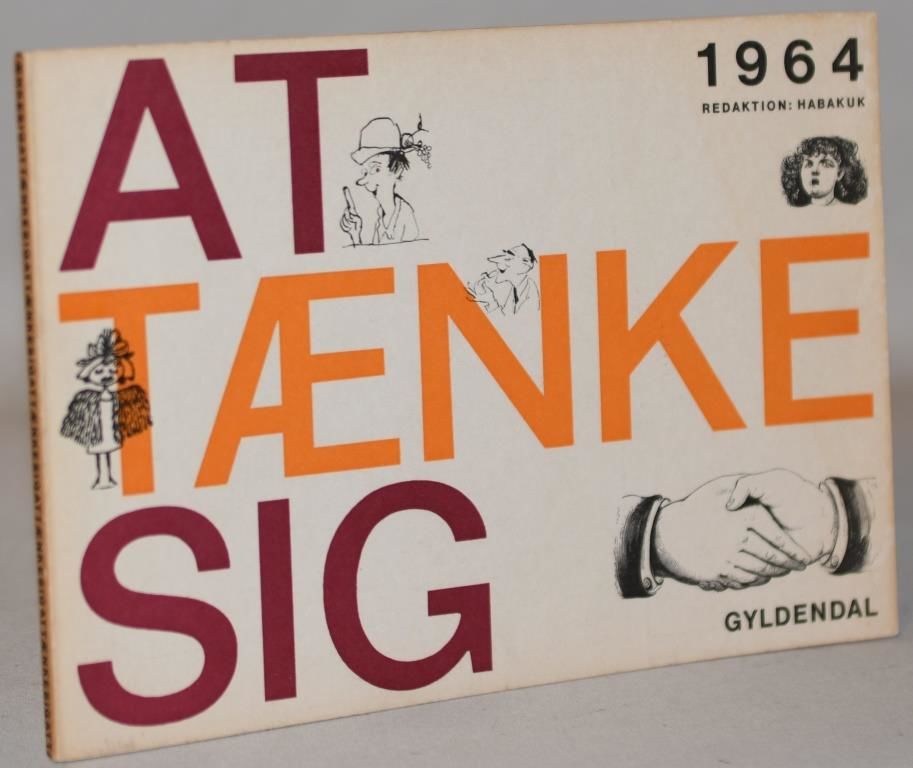 AT
1964
REDAKTION: HABAKUK
TÆNKE
SIG
GYLDENDAL